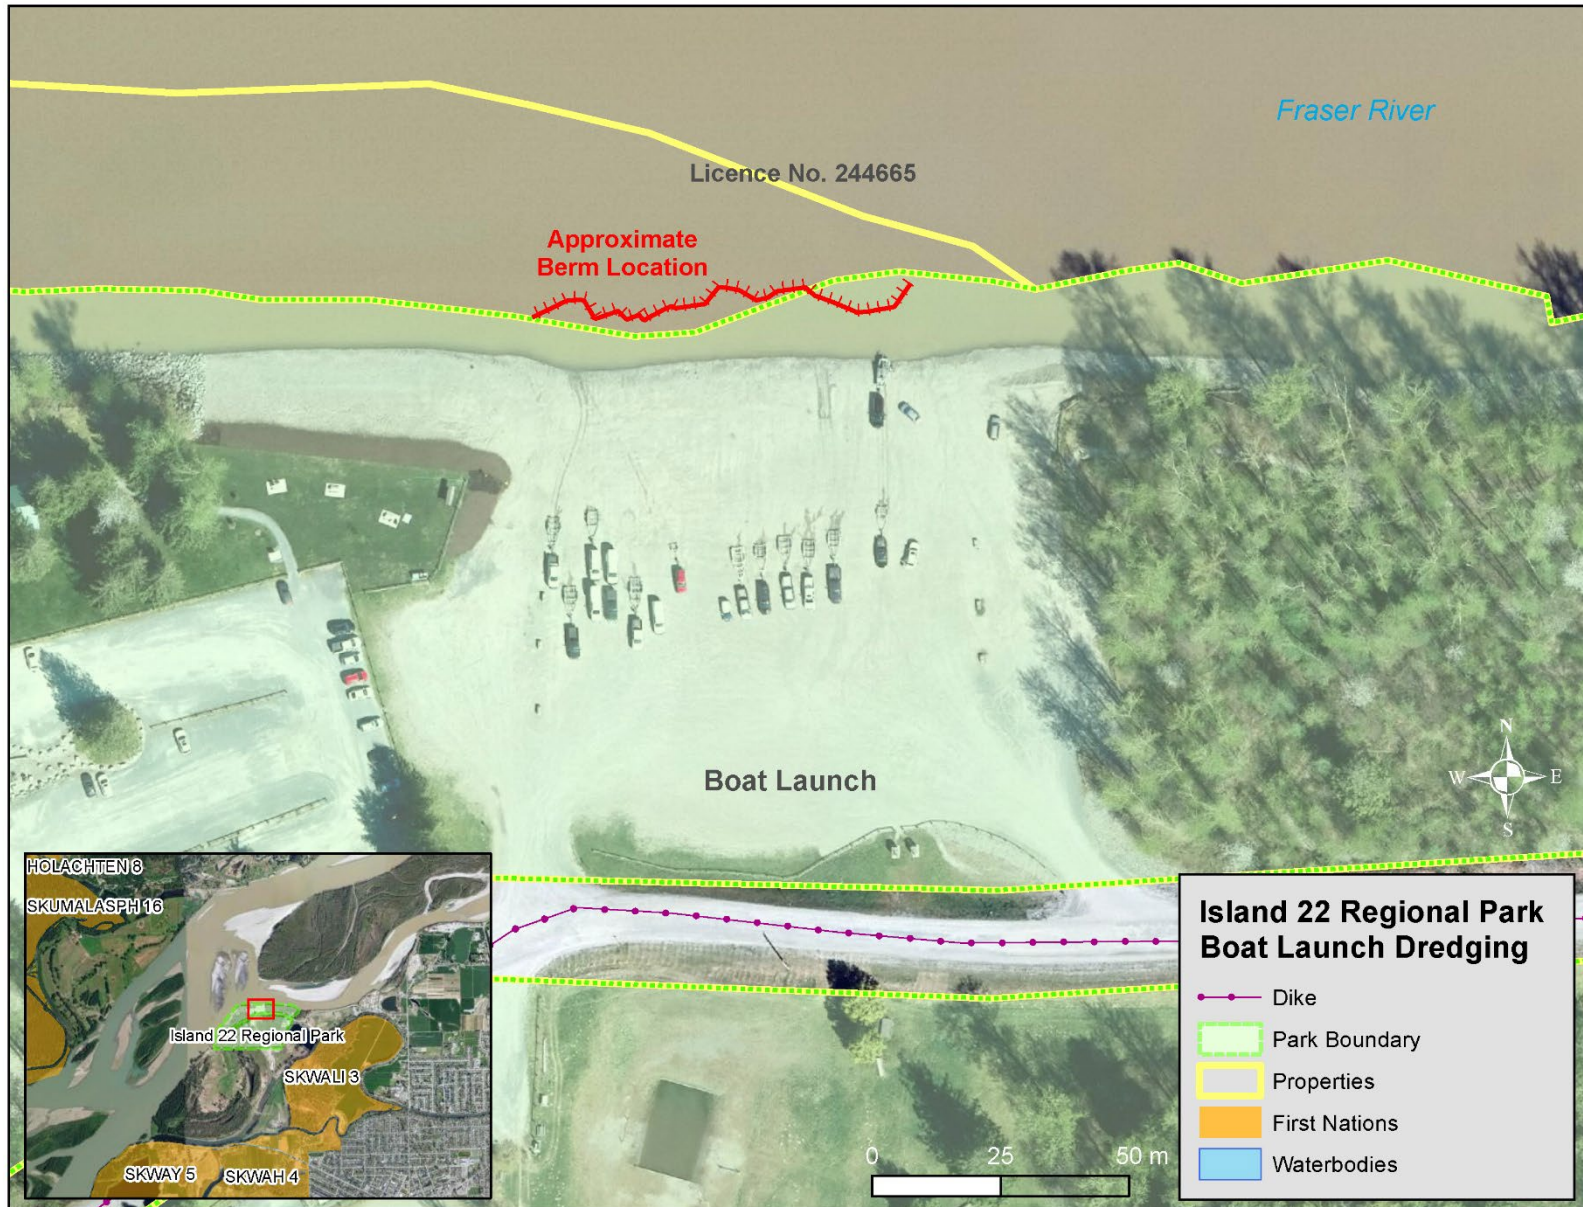 Fraser River
Licence No. 244665
Approximate
Berm Location
Boat Launch
N
W
E
S
HOLACHTEN 8
SKUMALASPH 16
Island 22 Regional Park
SKWALI 3
SKWAY 5
SKWAH 4
0
25
50 m
Island 22 Regional Park
Boat Launch Dredging
Dike
Park Boundary
Properties
First Nations
Waterbodies